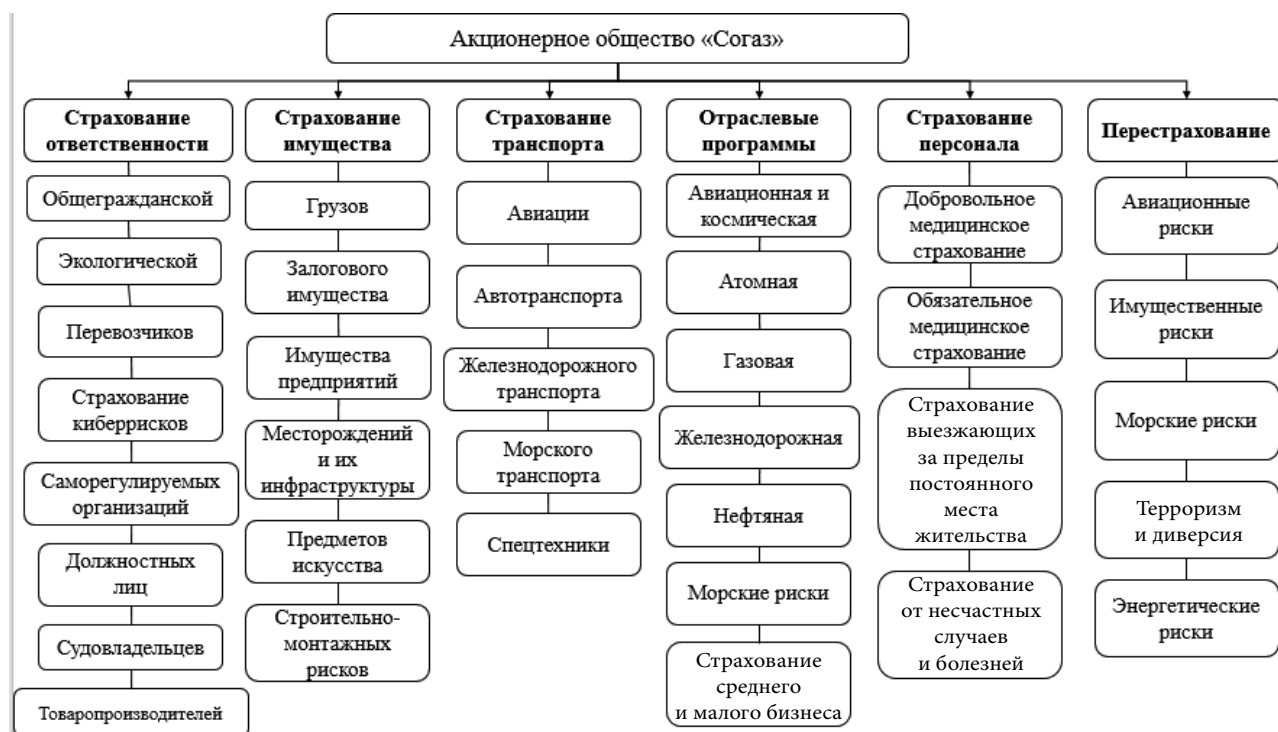 Акционерное общество «Согаз»
Страхование
ответственности
Общегражданской
Экологической
Перевозчиков
Страхование
киберрисков
Саморегулируемых
организаций
Должностных
лиц
Судовладельцев
Товаропроизводителей
Страхование
имущества
Грузов
Залогового
имущества
Имущества
предприятий
Месторождений
и их
инфраструктуры
Предметов
искусства
Строительно-
монтажных
рисков
Страхование
транспорта
Авиации
Автотранспорта
Железнодорожного
транспорта
Морского
транспорта
Спецтехники
Отраслевые
программы
Авиационная и
космическая
Атомная
Газовая
Железнодорожная
Нефтяная
Морские риски
Страхование
среднего
и малого бизнеса
Страхование
персонала
Добровольное
медицинское
страхование
Обязательное
медицинское
страхование
Страхование
выезжающих
за пределы
постоянного
места
жительства
Страхование
от несчастных
случаев
и болезней
Перестрахование
Авиационные
риски
Имущественные
риски
Морские риски
Терроризм
и диверсия
Энергетические
риски